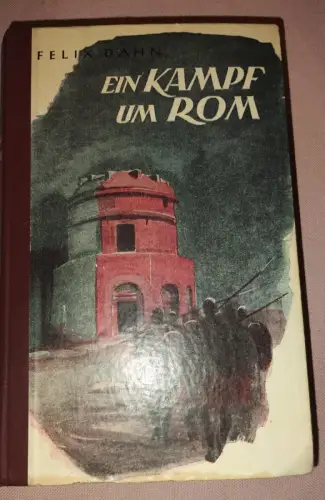 FELIX DAHN
EIN KAMPF
UM ROM